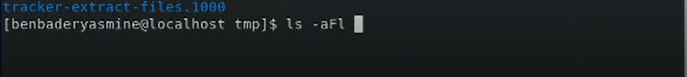 tracker-extract-files.1000
[benbaderyasmine@localhost tmp]$ ls -aFl